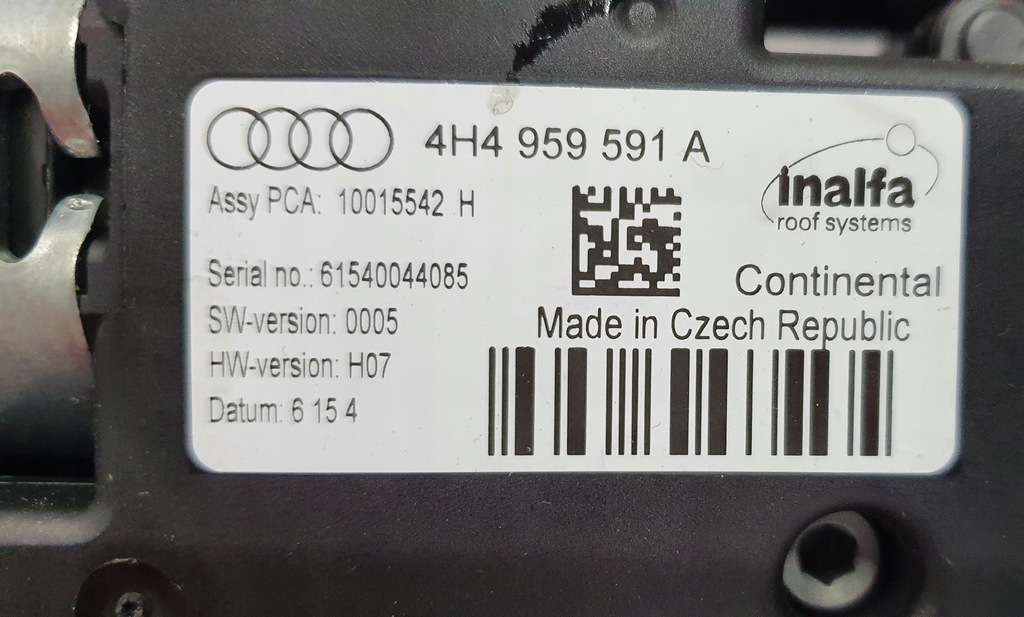 4H4 959 591 A
Assy PCA: 10015542 H
inalfa
roof systems
Serial no.: 61540044085
Continental
SW-version: 0005
Made in Czech Republic
HW-version: H07
Datum: 6 15 4